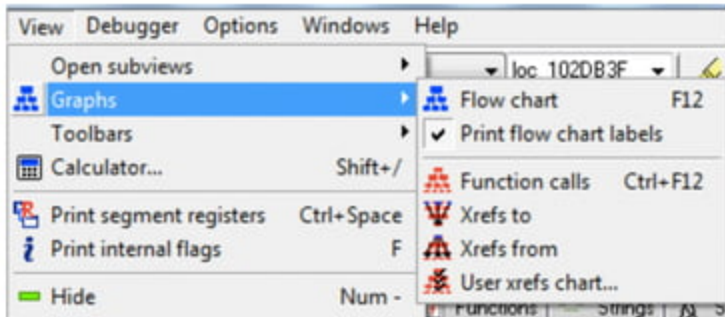 View Debugger Options Windows Help
Open subviews
loc_102DB3F
Graphs
Flow chart F12
Toolbars
Print flow chart labels
Calculator... Shift+/
Function calls Ctrl+F12
Print segment registers Ctrl+Space
Xrefs to
Print internal flags F
Xrefs from
User xrefs chart...
Hide Num -
Functions Strings